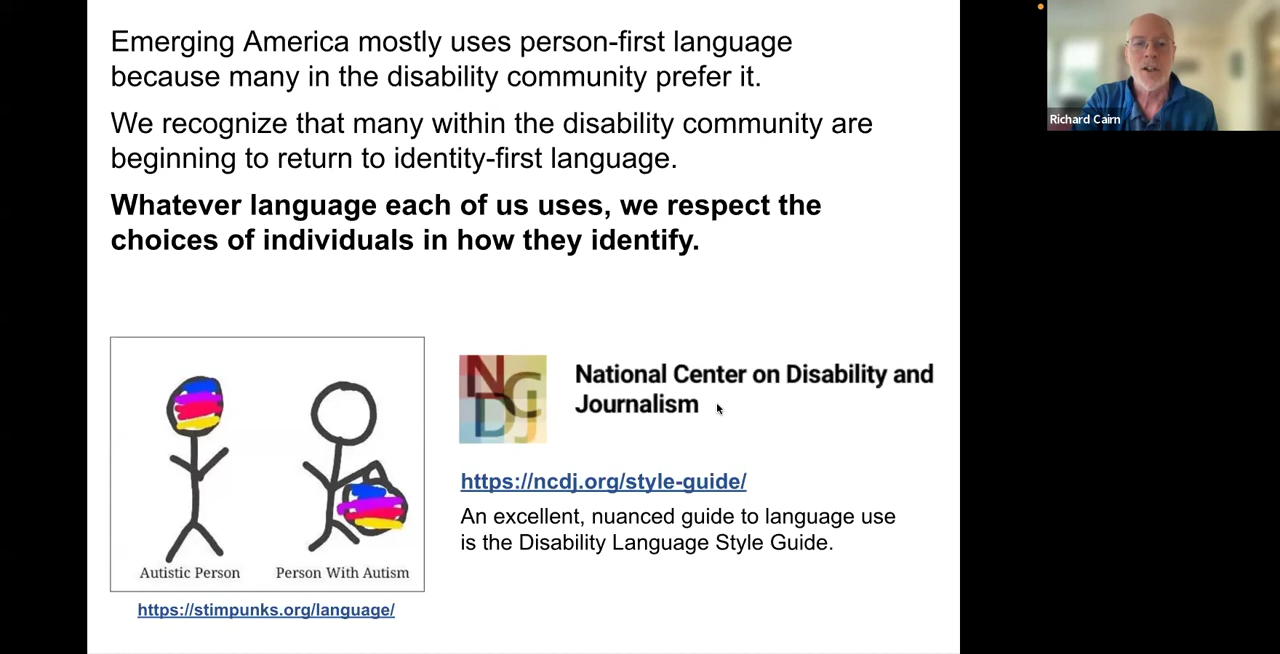 Emerging America mostly uses person-first language
because many in the disability community prefer it.
We recognize that many within the disability community are
beginning to return to identity-first language.
Whatever language each of us uses, we respect the
choices of individuals in how they identify.
Richard Cairn
Autistic Person
Person With Autism
https://stimpunks.org/language/
NCDJ
National Center on Disability and
Journalism
https://ncdj.org/style-guide/
An excellent, nuanced guide to language use
is the Disability Language Style Guide.